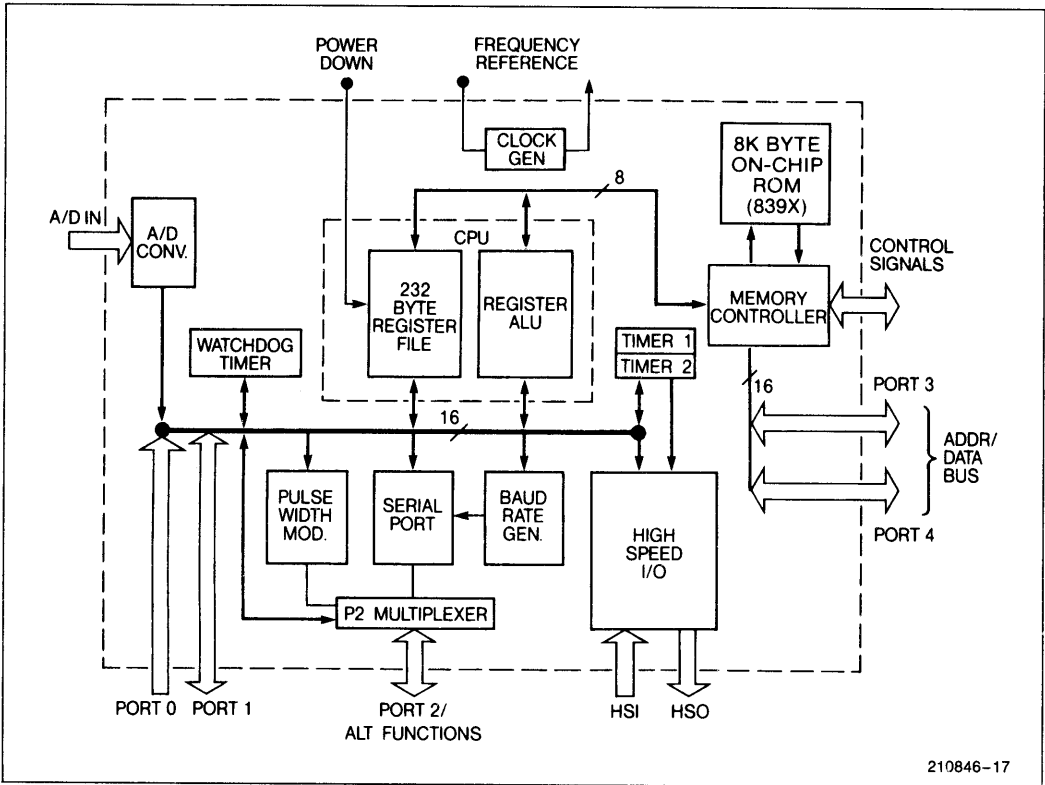 POWER
DOWN
FREQUENCY
REFERENCE
CLOCK
GEN
8K BYTE
ON-CHIP
ROM
(839X)
8
A/D IN
A/D
CONV.
CPU
232
BYTE
REGISTER
FILE
REGISTER
ALU
MEMORY
CONTROLLER
CONTROL
SIGNALS
WATCHDOG
TIMER
TIMER 1
TIMER 2
16
16
PORT 3
ADDR/
DATA
BUS
PORT 4
PULSE
WIDTH
MOD.
SERIAL
PORT
BAUD
RATE
GEN.
HIGH
SPEED
I/O
P2 MULTIPLEXER
PORT 0
PORT 1
PORT 2/
ALT FUNCTIONS
HSI
HSO
210846-17